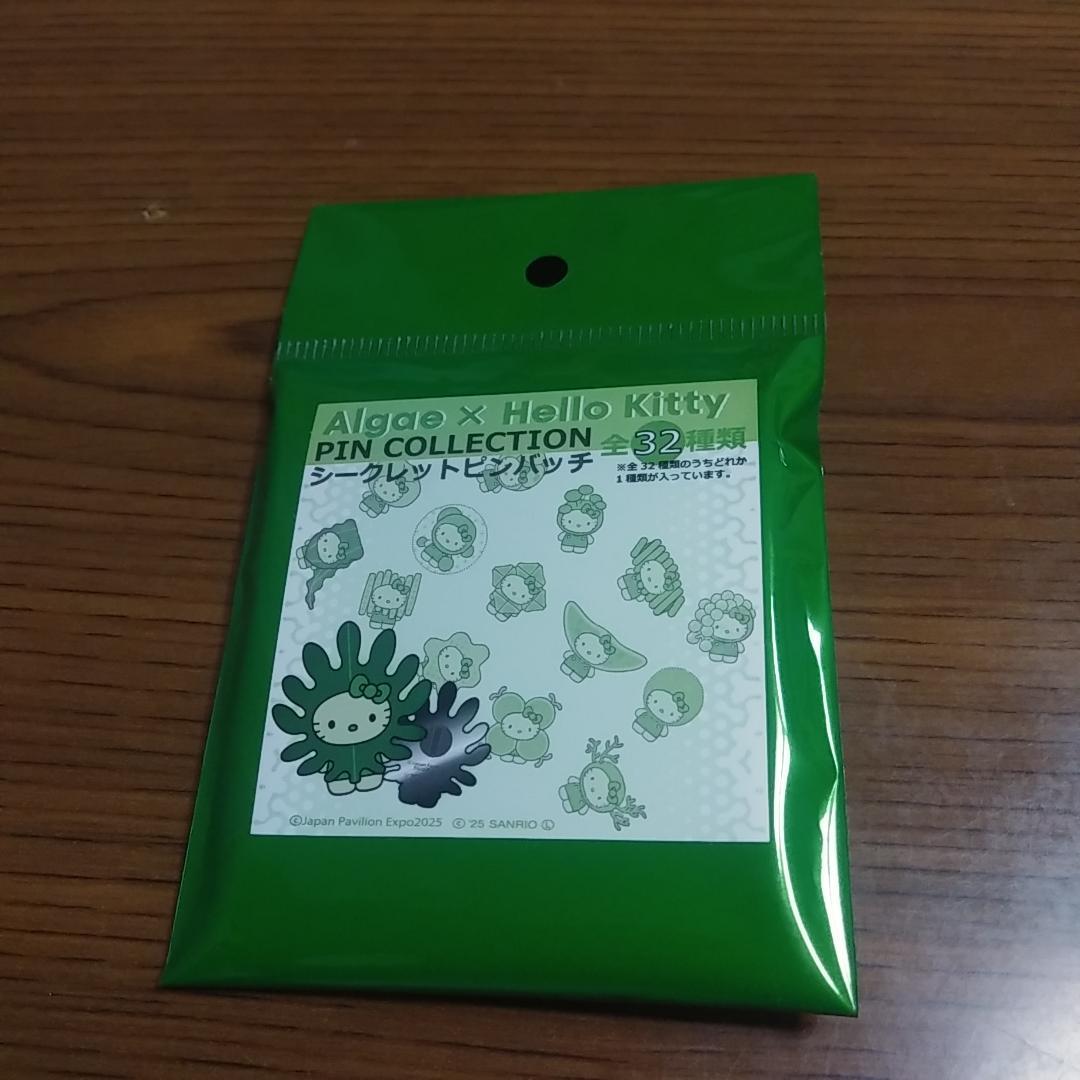 Algae × Hello Kitty
PIN COLLECTION 全32種類
シークレットピンバッチ
※全32種類のうちどれか
1種類が入っています。
©Japan Pavilion Expo2025 © '25 SANRIO Ⓛ